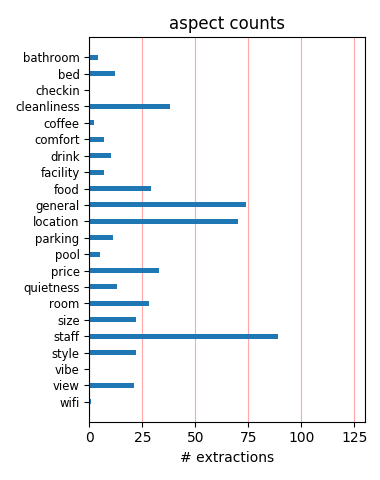 aspect counts
bathroom
bed
checkin
cleanliness
coffee
comfort
drink
facility
food
general
location
parking
pool
price
quietness
room
size
staff
style
vibe
view
wifi
0 25 50 75 100 125
# extractions